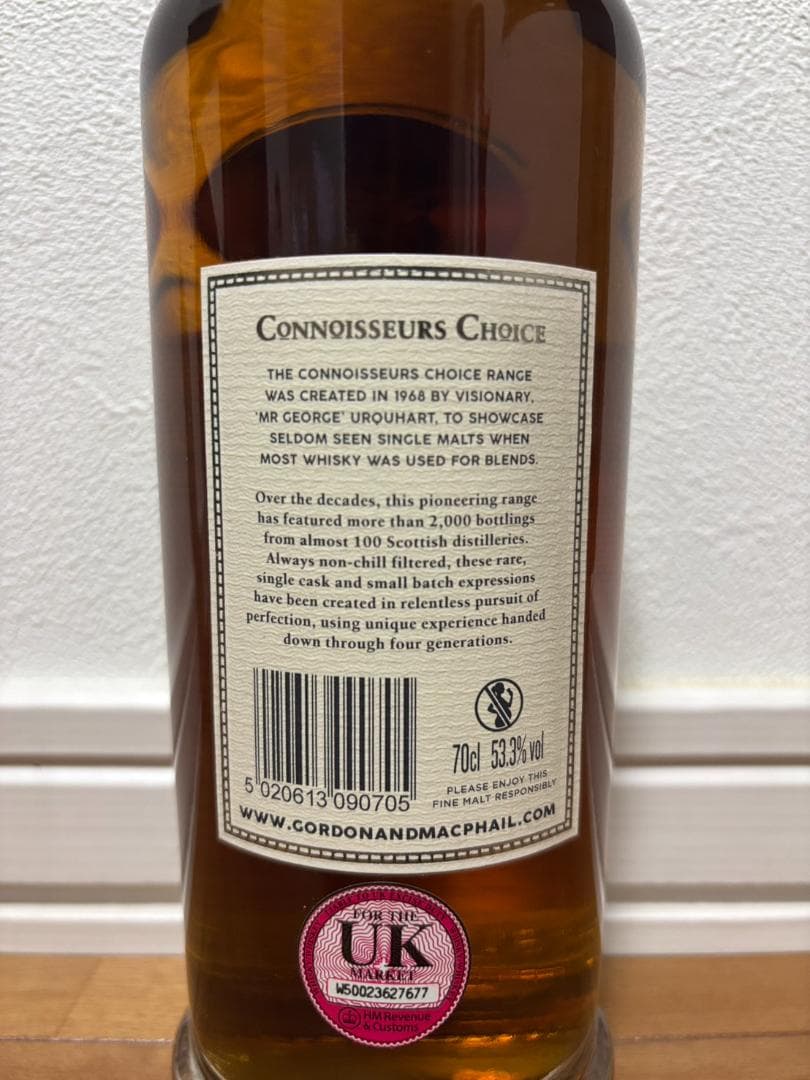 CONNOISSEURS CHOICE
THE CONNOISSEURS CHOICE RANGE
WAS CREATED IN 1968 BY VISIONARY,
'MR GEORGE' URQUHART, TO SHOWCASE
SELDOM SEEN SINGLE MALTS WHEN
MOST WHISKY WAS USED FOR BLENDS.
Over the decades, this pioneering range
has featured more than 2,000 bottlings
from almost 100 Scottish distilleries.
Always non-chill filtered, these rare,
single cask and small batch expressions
have been created in relentless pursuit of
perfection, using unique experience handed
down through four generations.
70cl 53.3% vol
PLEASE ENJOY THIS
FINE MALT RESPONSIBLY
5 020613 090705
WWW.GORDONANDMACPHAIL.COM
FOR THE
UK
MARKET
W50023627677
HM Revenue
& Customs